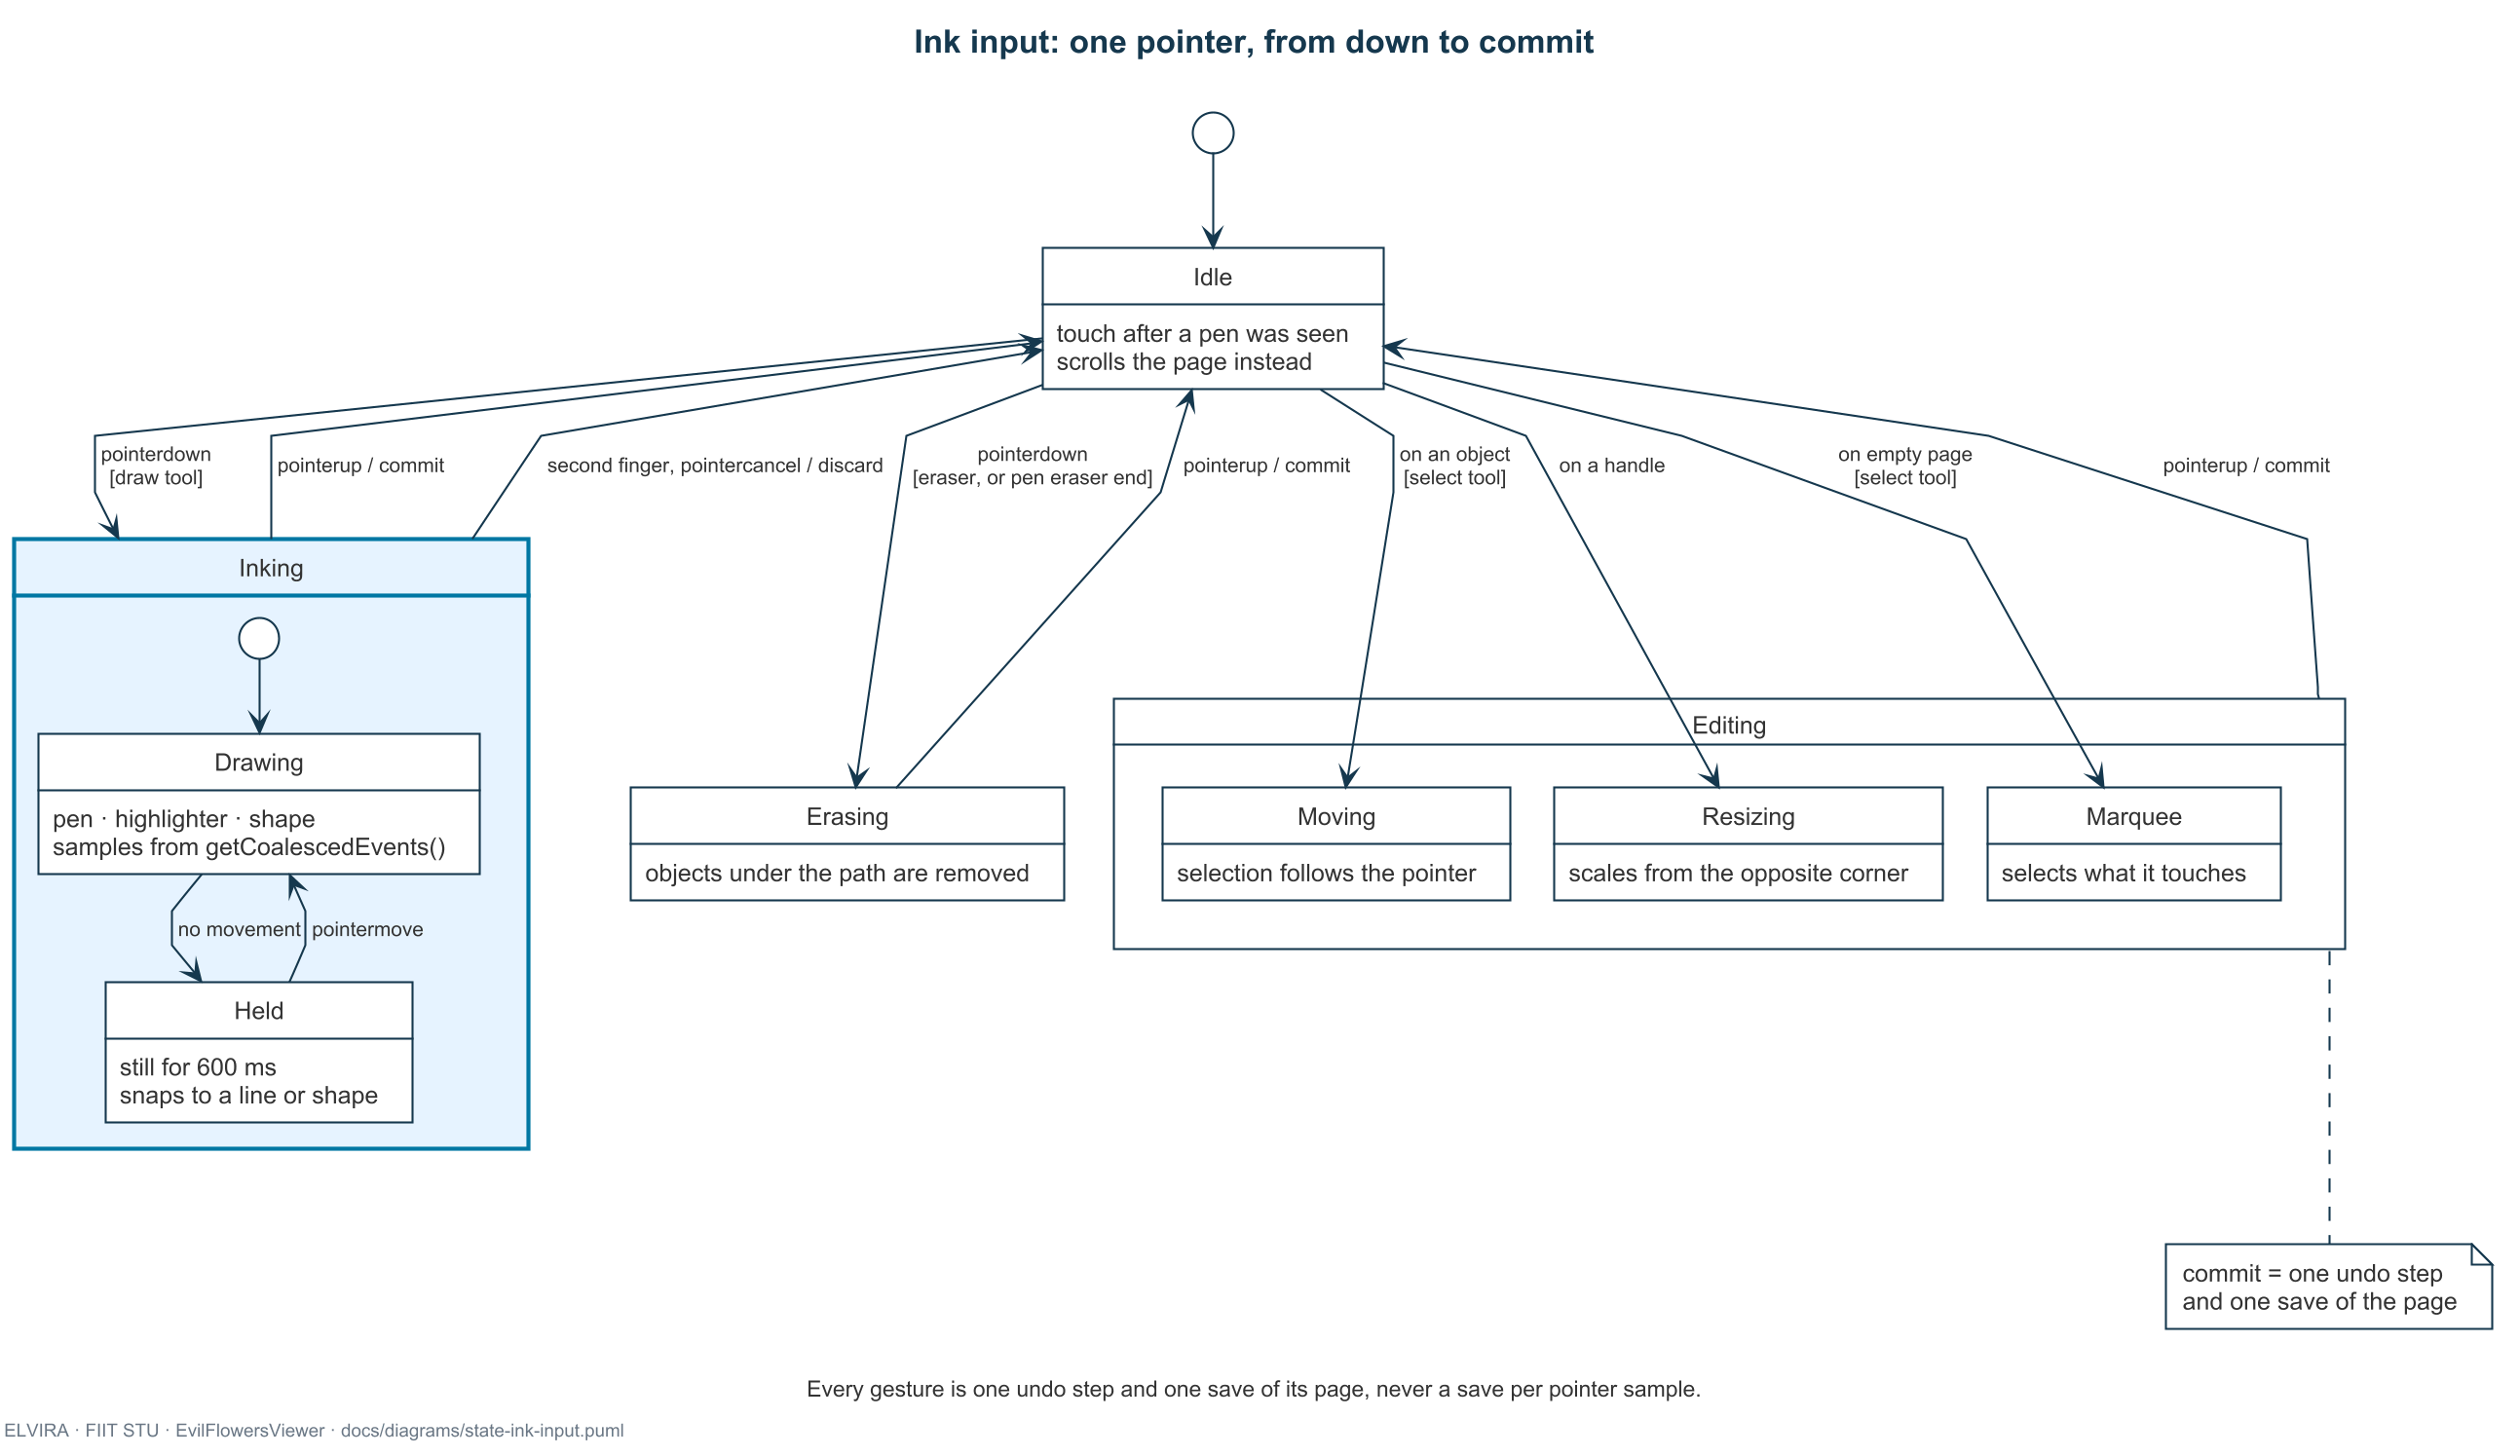 Ink input: one pointer, from down to commit
Idle
touch after a pen was seen
scrolls the page instead
pointerdown
[draw tool]
pointerup / commit
second finger, pointercancel / discard
pointerdown
[eraser, or pen eraser end]
pointerup / commit
on an object
[select tool]
on a handle
on empty page
[select tool]
pointerup / commit
Inking
Drawing
pen · highlighter · shape
samples from getCoalescedEvents()
no movement
pointermove
Held
still for 600 ms
snaps to a line or shape
Erasing
objects under the path are removed
Editing
Moving
selection follows the pointer
Resizing
scales from the opposite corner
Marquee
selects what it touches
commit = one undo step
and one save of the page
Every gesture is one undo step and one save of its page, never a save per pointer sample.
ELVIRA · FIIT STU · EvilFlowersViewer · docs/diagrams/state-ink-input.puml